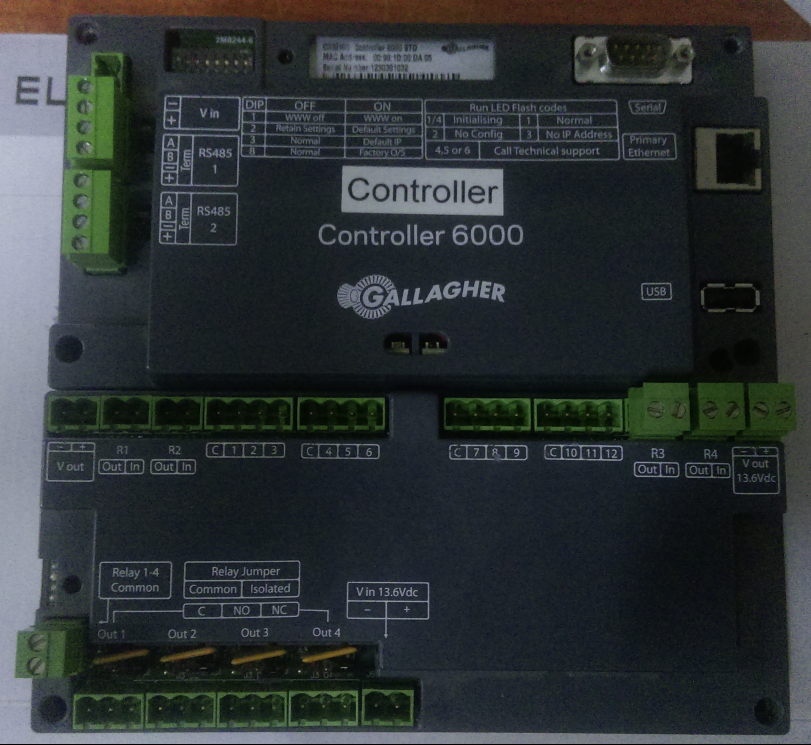 EL
Controller 6000 STD
GALLAGHER
V in
- +
DIP OFF ON
1 WWW off WWW on
2 Retain Settings Default Settings
3 Normal Default IP
8 Normal Factory O/S
Run LED Flash codes
1/4 Initialising 1 Normal
2 No Config 3 No IP Address
4,5 or 6 Call Technical support
Serial
Primary
Ethernet
A B - +
Term
RS485
1
A B - +
Term
RS485
2
Controller
Controller 6000
GALLAGHER
USB
- +
V out
R1
Out In
R2
Out In
C 1 2 3
C 4 5 6
C 7 8 9
C 10 11 12
R3
Out In
R4
Out In
- +
V out
13.6Vdc
Relay 1-4
Common
Relay Jumper
Common Isolated
C NO NC
V in 13.6Vdc
- +
Out 1
Out 2
Out 3
Out 4